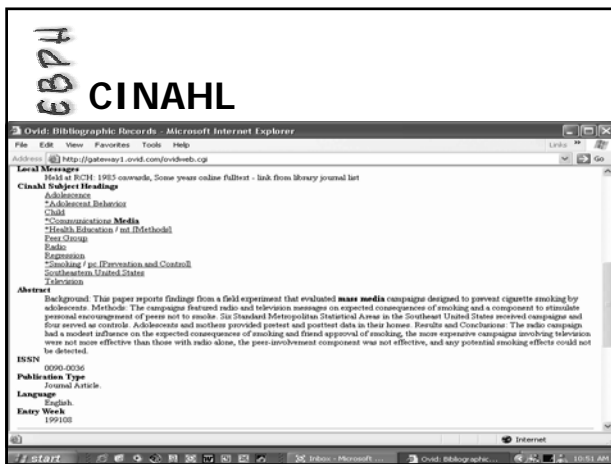 EBPH
CINAHL
Ovid: Bibliographic Records - Microsoft Internet Explorer
File Edit View Favorites Tools Help Links »
Address http://gateway1.ovid.com/ovidweb.cgi Go
Local Messages
Held at RCH: 1985 onwards, Some years online fulltext - link from library journal list
Cinahl Subject Headings
Adolescence
*Adolescent Behavior
Child
*Communications Media
*Health Education / mt [Methods]
Peer Group
Radio
Regression
*Smoking / pc [Prevention and Control]
Southeastern United States
Television
Abstract
Background: This paper reports findings from a field experiment that evaluated mass media campaigns designed to prevent cigarette smoking by
adolescents. Methods: The campaigns featured radio and television messages on expected consequences of smoking and a component to stimulate
personal encouragement of peers not to smoke. Six Standard Metropolitan Statistical Areas in the Southeast United States received campaigns and
four served as controls. Adolescents and mothers provided pretest and posttest data in their homes. Results and Conclusions: The radio campaign
had a modest influence on the expected consequences of smoking and friend approval of smoking, the more expensive campaigns involving television
were not more effective than those with radio alone, the peer-involvement component was not effective, and any potential smoking effects could not
be detected.
ISSN
0090-0036
Publication Type
Journal Article.
Language
English.
Entry Week
199108
Internet
start Inbox - Microsoft ... Ovid: Bibliographic... 10:51 AM